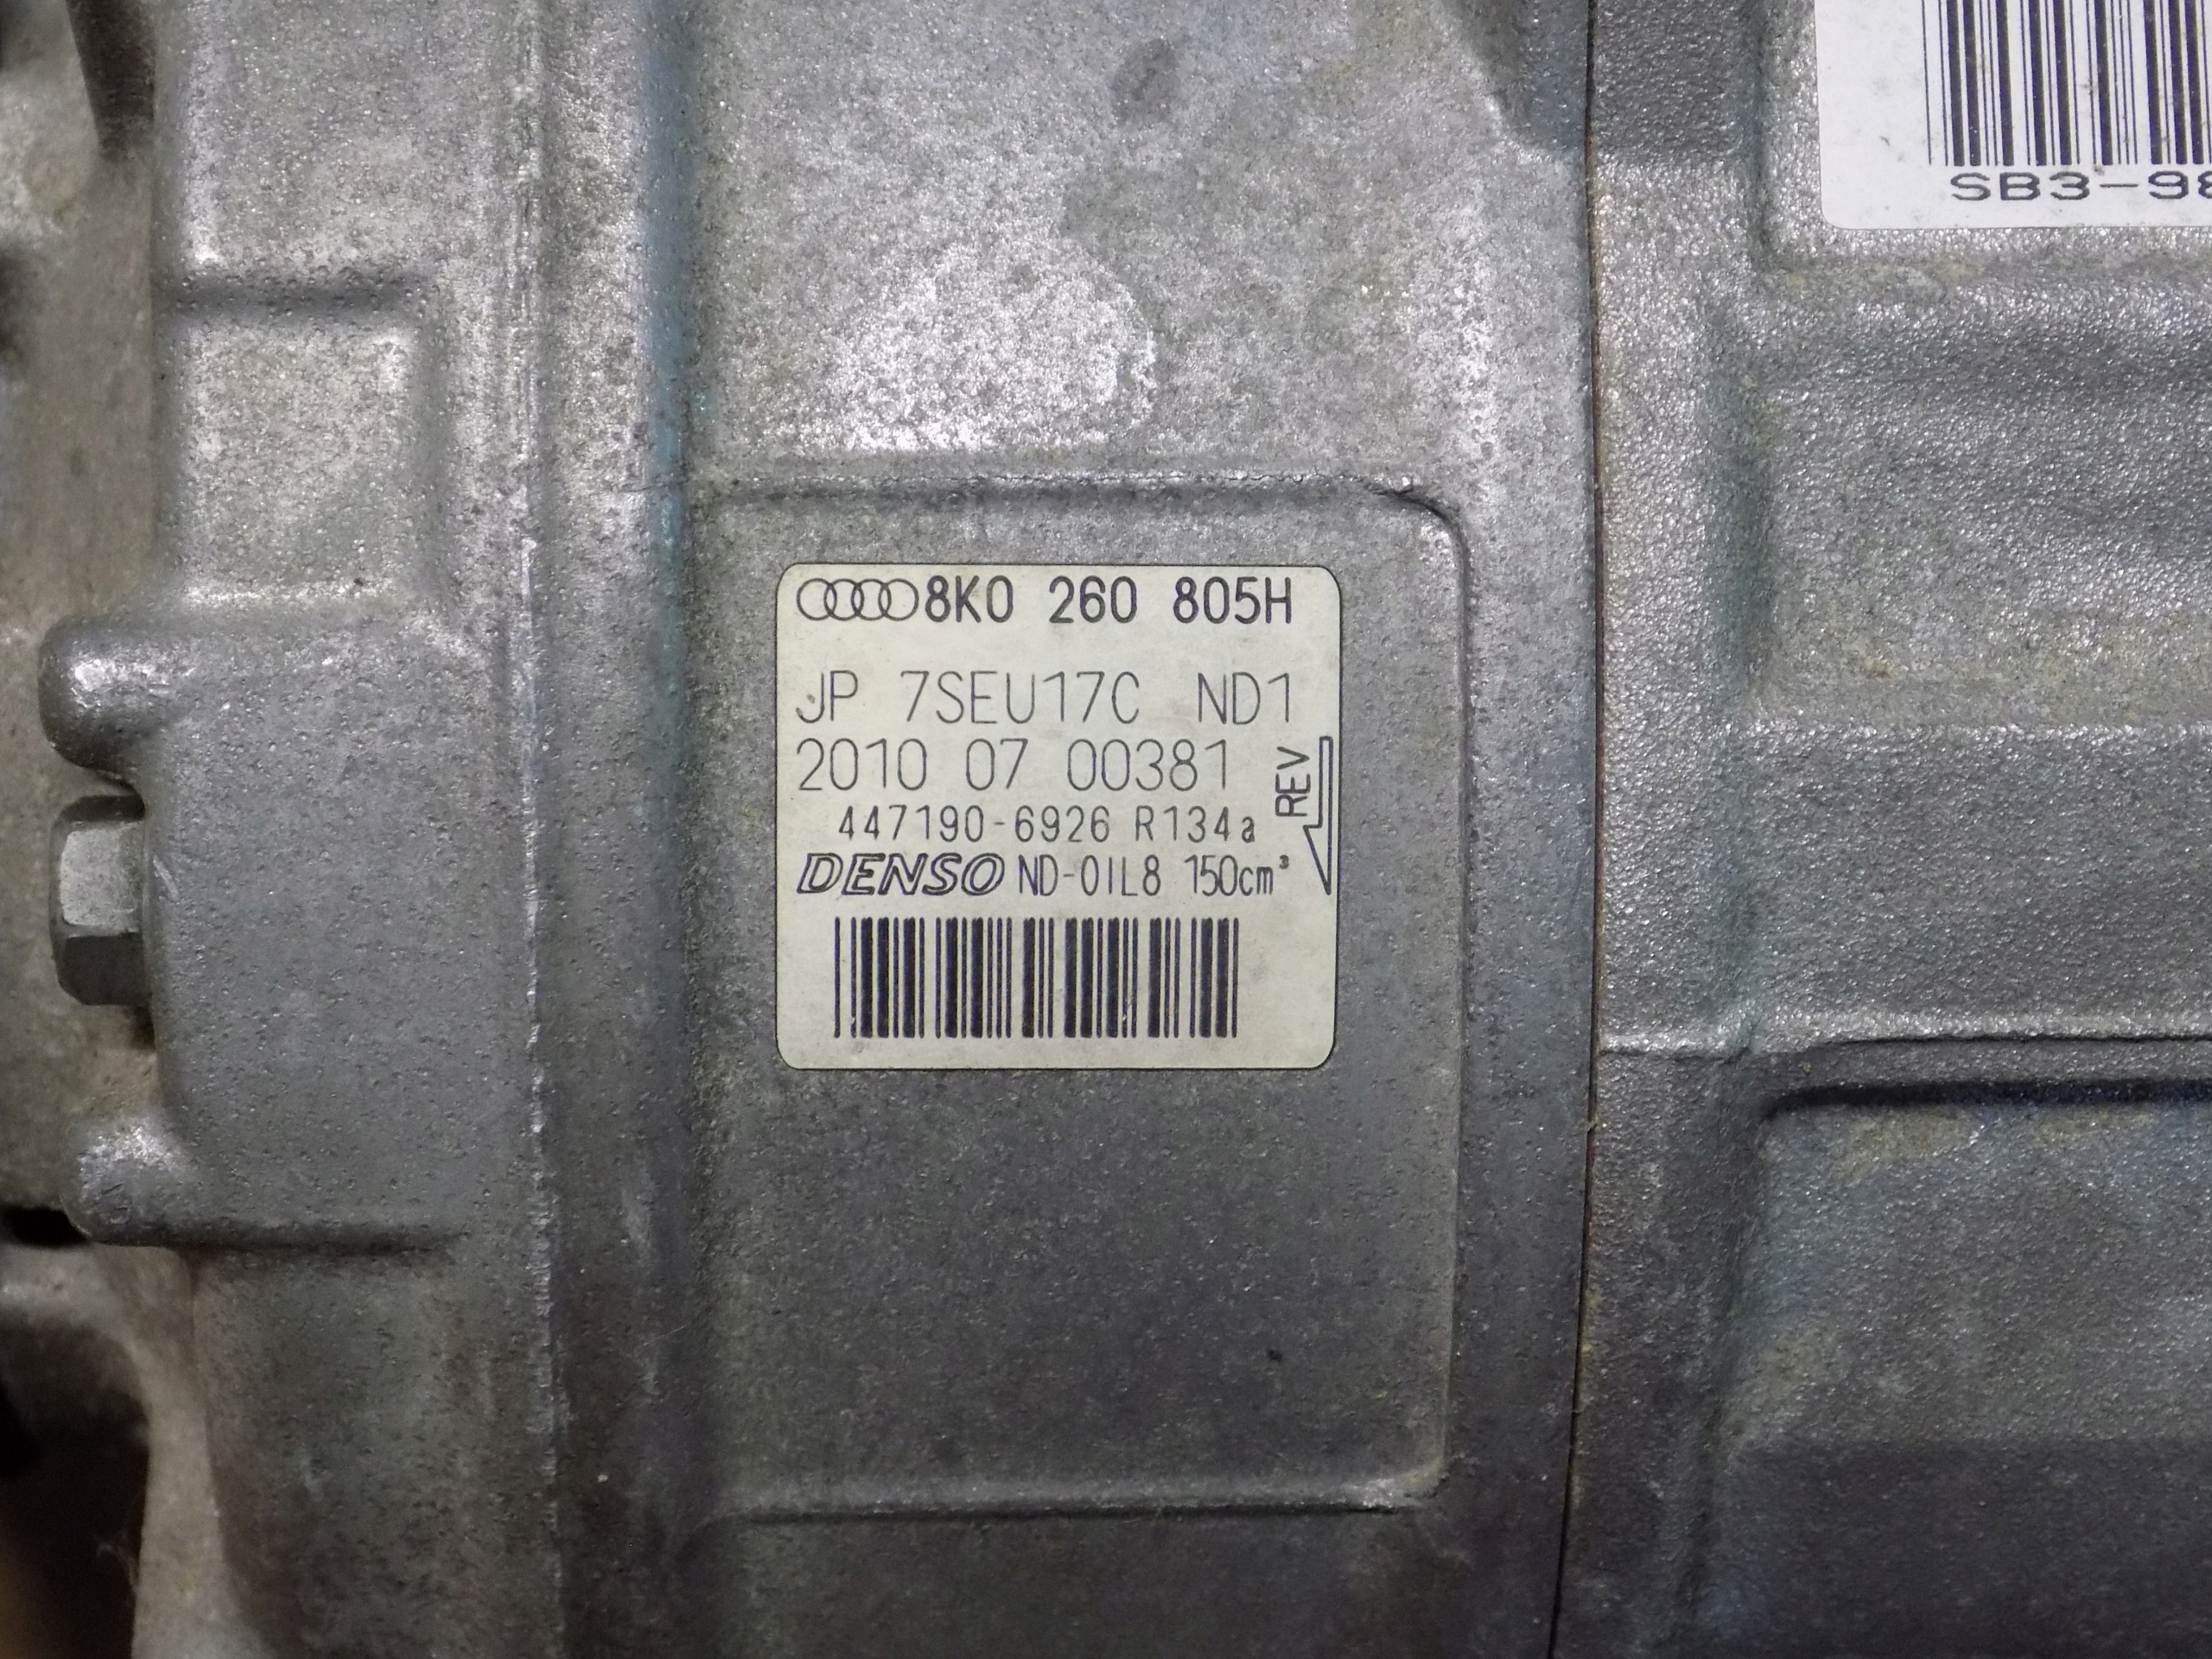 SB3-98
8K0 260 805H
JP 7SEU17C ND1
2010 07 00381
REV
447190-6926 R134a
DENSO ND-OIL8 150cm³